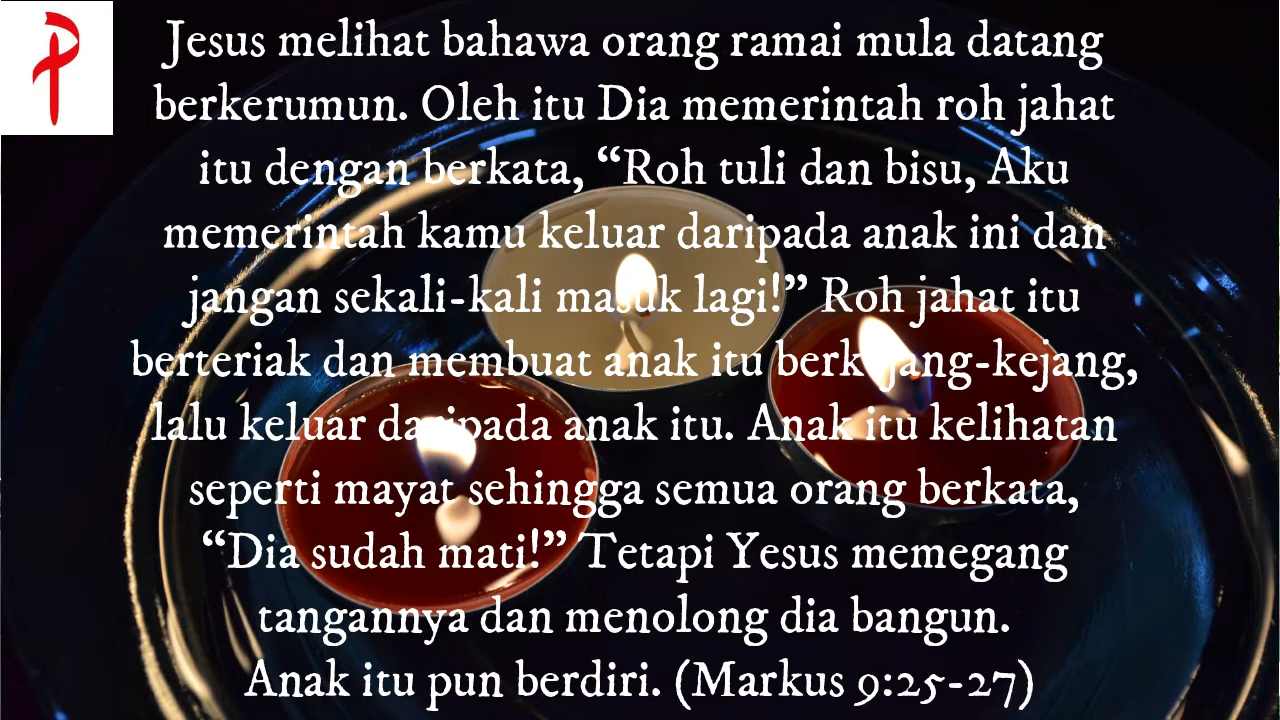 Jesus melihat bahawa orang ramai mula datang
berkerumun. Oleh itu Dia memerintah roh jahat
itu dengan berkata, “Roh tuli dan bisu, Aku
memerintah kamu keluar daripada anak ini dan
jangan sekali-kali masuk lagi!” Roh jahat itu
berteriak dan membuat anak itu berkejang-kejang,
lalu keluar daripada anak itu. Anak itu kelihatan
seperti mayat sehingga semua orang berkata,
“Dia sudah mati!” Tetapi Yesus memegang
tangannya dan menolong dia bangun.
Anak itu pun berdiri. (Markus 9:25-27)